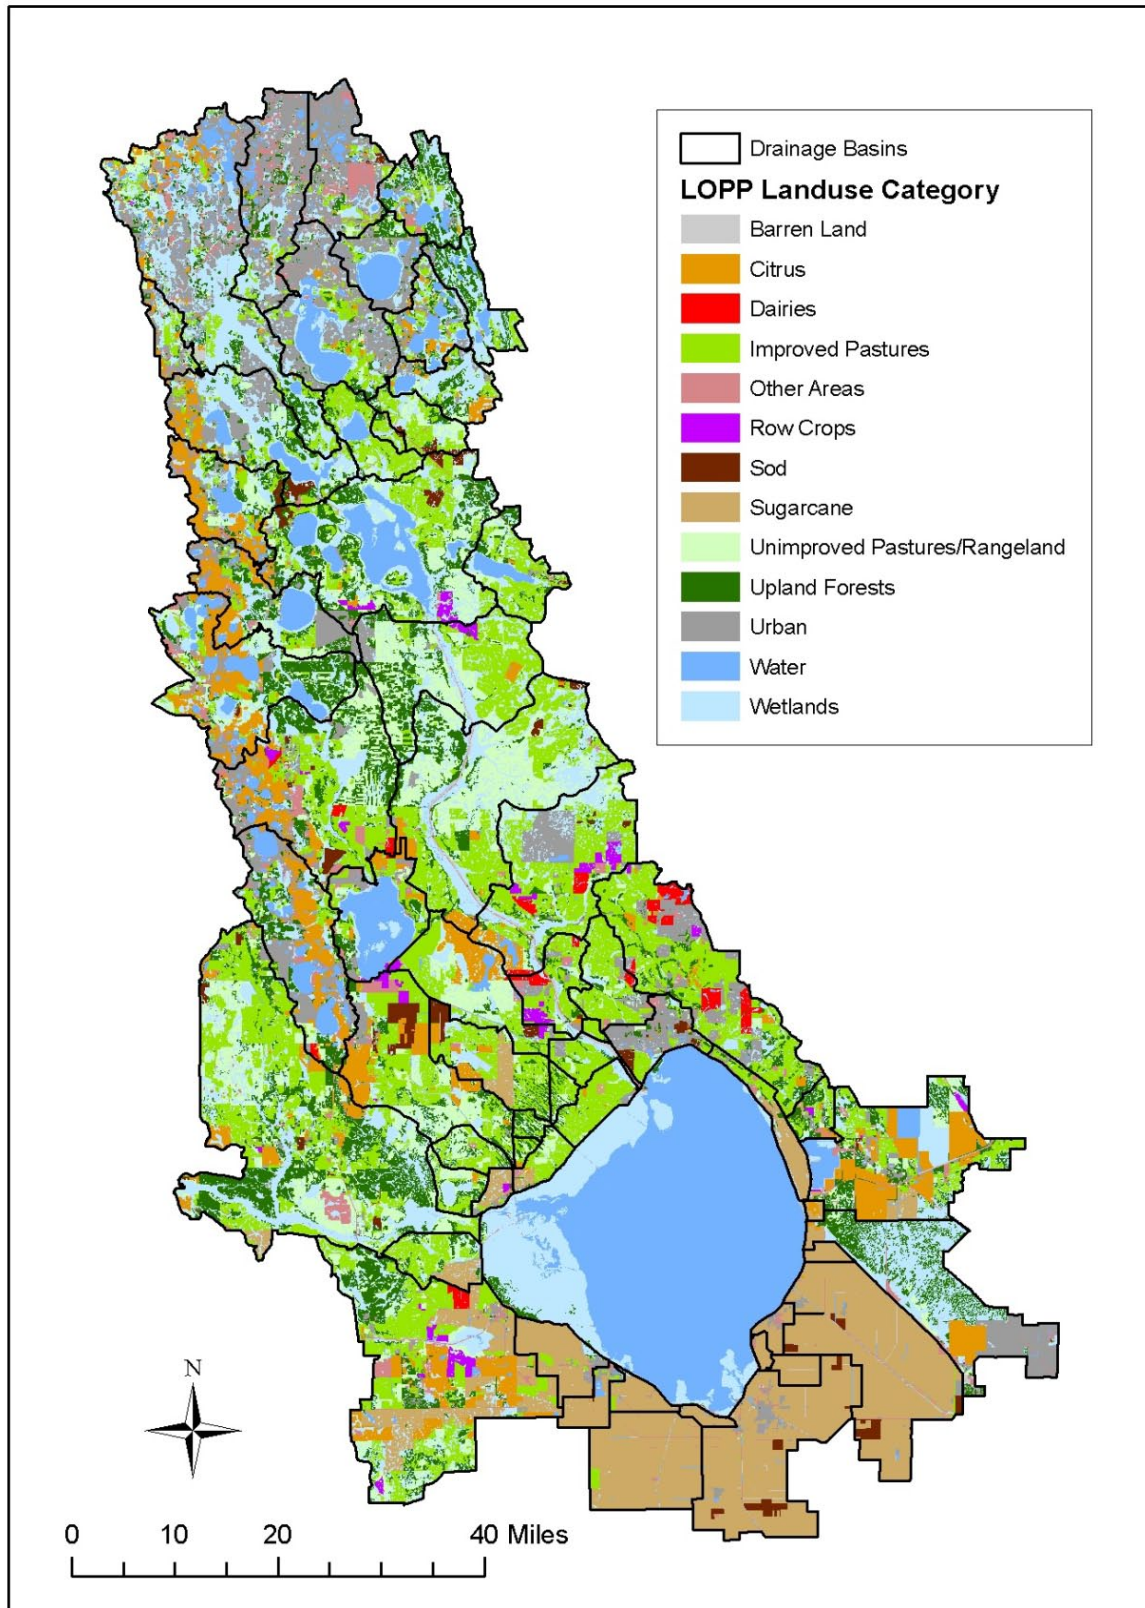 Drainage Basins
LOPP Landuse Category
Barren Land
Citrus
Dairies
Improved Pastures
Other Areas
Row Crops
Sod
Sugarcane
Unimproved Pastures/Rangeland
Upland Forests
Urban
Water
Wetlands
N
0 10 20 40 Miles